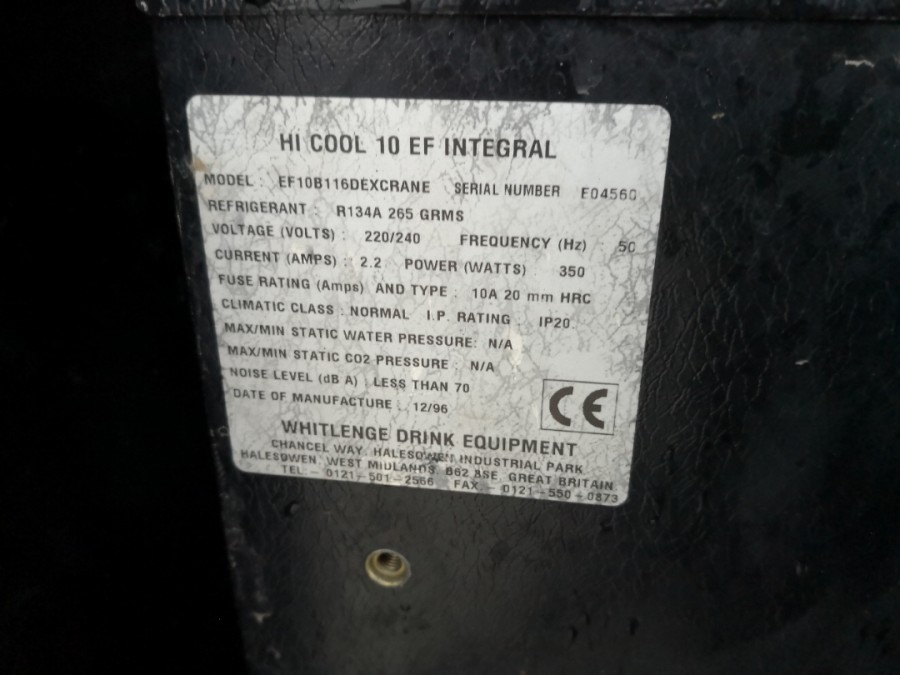 HI COOL 10 EF INTEGRAL
MODEL : EF10B116DEXCRANE SERIAL NUMBER E04560
REFRIGERANT : R134A 265 GRMS
VOLTAGE (VOLTS) : 220/240 FREQUENCY (Hz) : 50
CURRENT (AMPS) : 2.2 POWER (WATTS) : 350
FUSE RATING (Amps) AND TYPE : 10A 20 mm HRC
CLIMATIC CLASS : NORMAL I.P. RATING : IP20
MAX/MIN STATIC WATER PRESSURE: N/A
MAX/MIN STATIC CO2 PRESSURE : N/A
NOISE LEVEL (dB A) : LESS THAN 70
DATE OF MANUFACTURE : 12/96
CE
WHITLENGE DRINK EQUIPMENT
CHANCEL WAY, HALESOWEN INDUSTRIAL PARK
HALESOWEN, WEST MIDLANDS. B62 8SE. GREAT BRITAIN
TEL - 0121-501-2566 FAX - 0121-550-0873